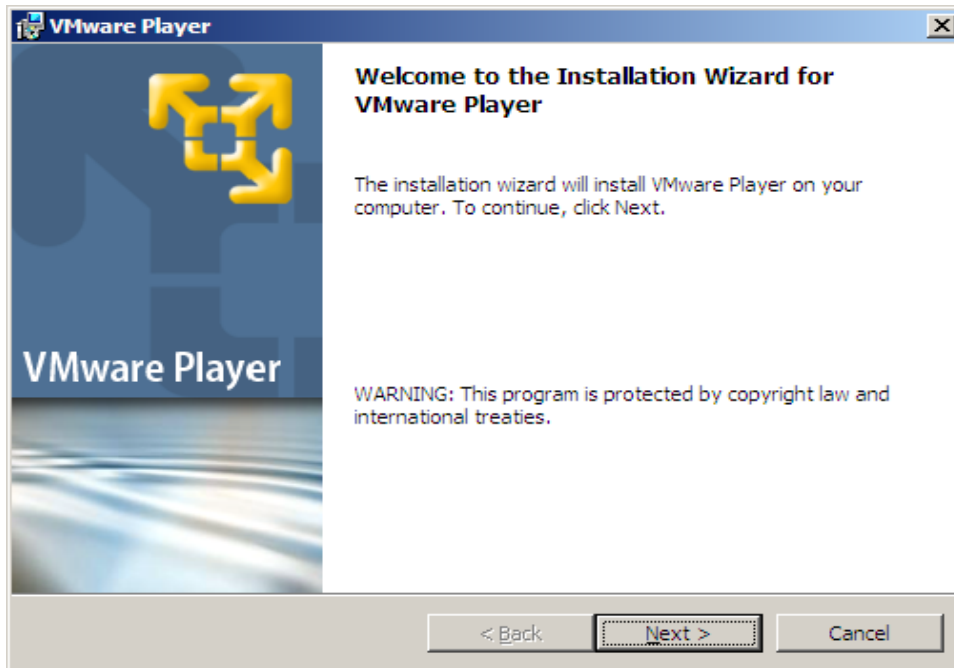 VMware Player
Welcome to the Installation Wizard for
VMware Player
The installation wizard will install VMware Player on your
computer. To continue, click Next.
VMware Player
WARNING: This program is protected by copyright law and
international treaties.
< Back
Next >
Cancel